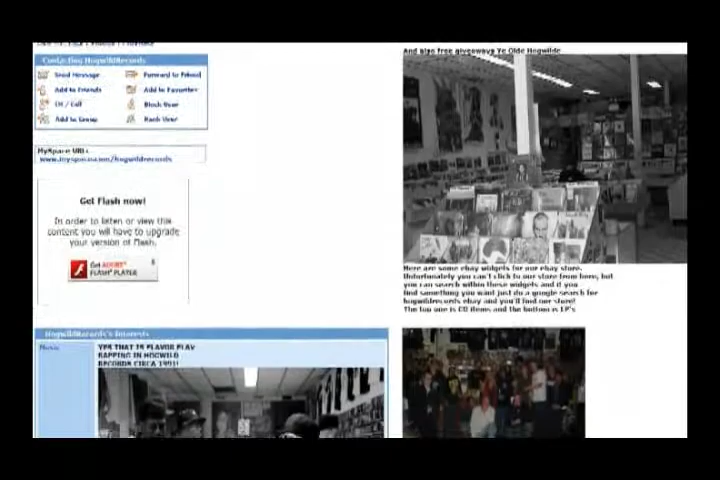 Contacting HogwildRecords
Send Message
Forward to Friend
Add to Friends
Add to Favorites
IM / Call
Block User
Add to Group
Rank User
MySpace URL:
www.myspace.com/hogwildrecords
Get Flash now!
In order to listen or view this
content you will have to upgrade
your version of Flash.
Get ADOBE
FLASH PLAYER
HogwildRecords's Interests
Music
YES THAT IS FLAVOR FLAV
RAPPING IN HOGWILD
RECORDS CIRCA 1991!
And also free giveaways Ye Olde Hogwilde
Here are some ebay widgets for our ebay store.
Unfortunately you can't click to our store from here, but
you can search within these widgets and if you
find something you want just do a google search for
hogwildrecords ebay and you'll find our store!
The top one is CD items and the bottom is LP's